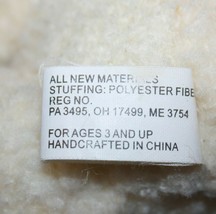 ALL NEW MATERIALS
STUFFING: POLYESTER FIBE
REG NO.
PA 3495, OH 17499, ME 3754
FOR AGES 3 AND UP
HANDCRAFTED IN CHINA